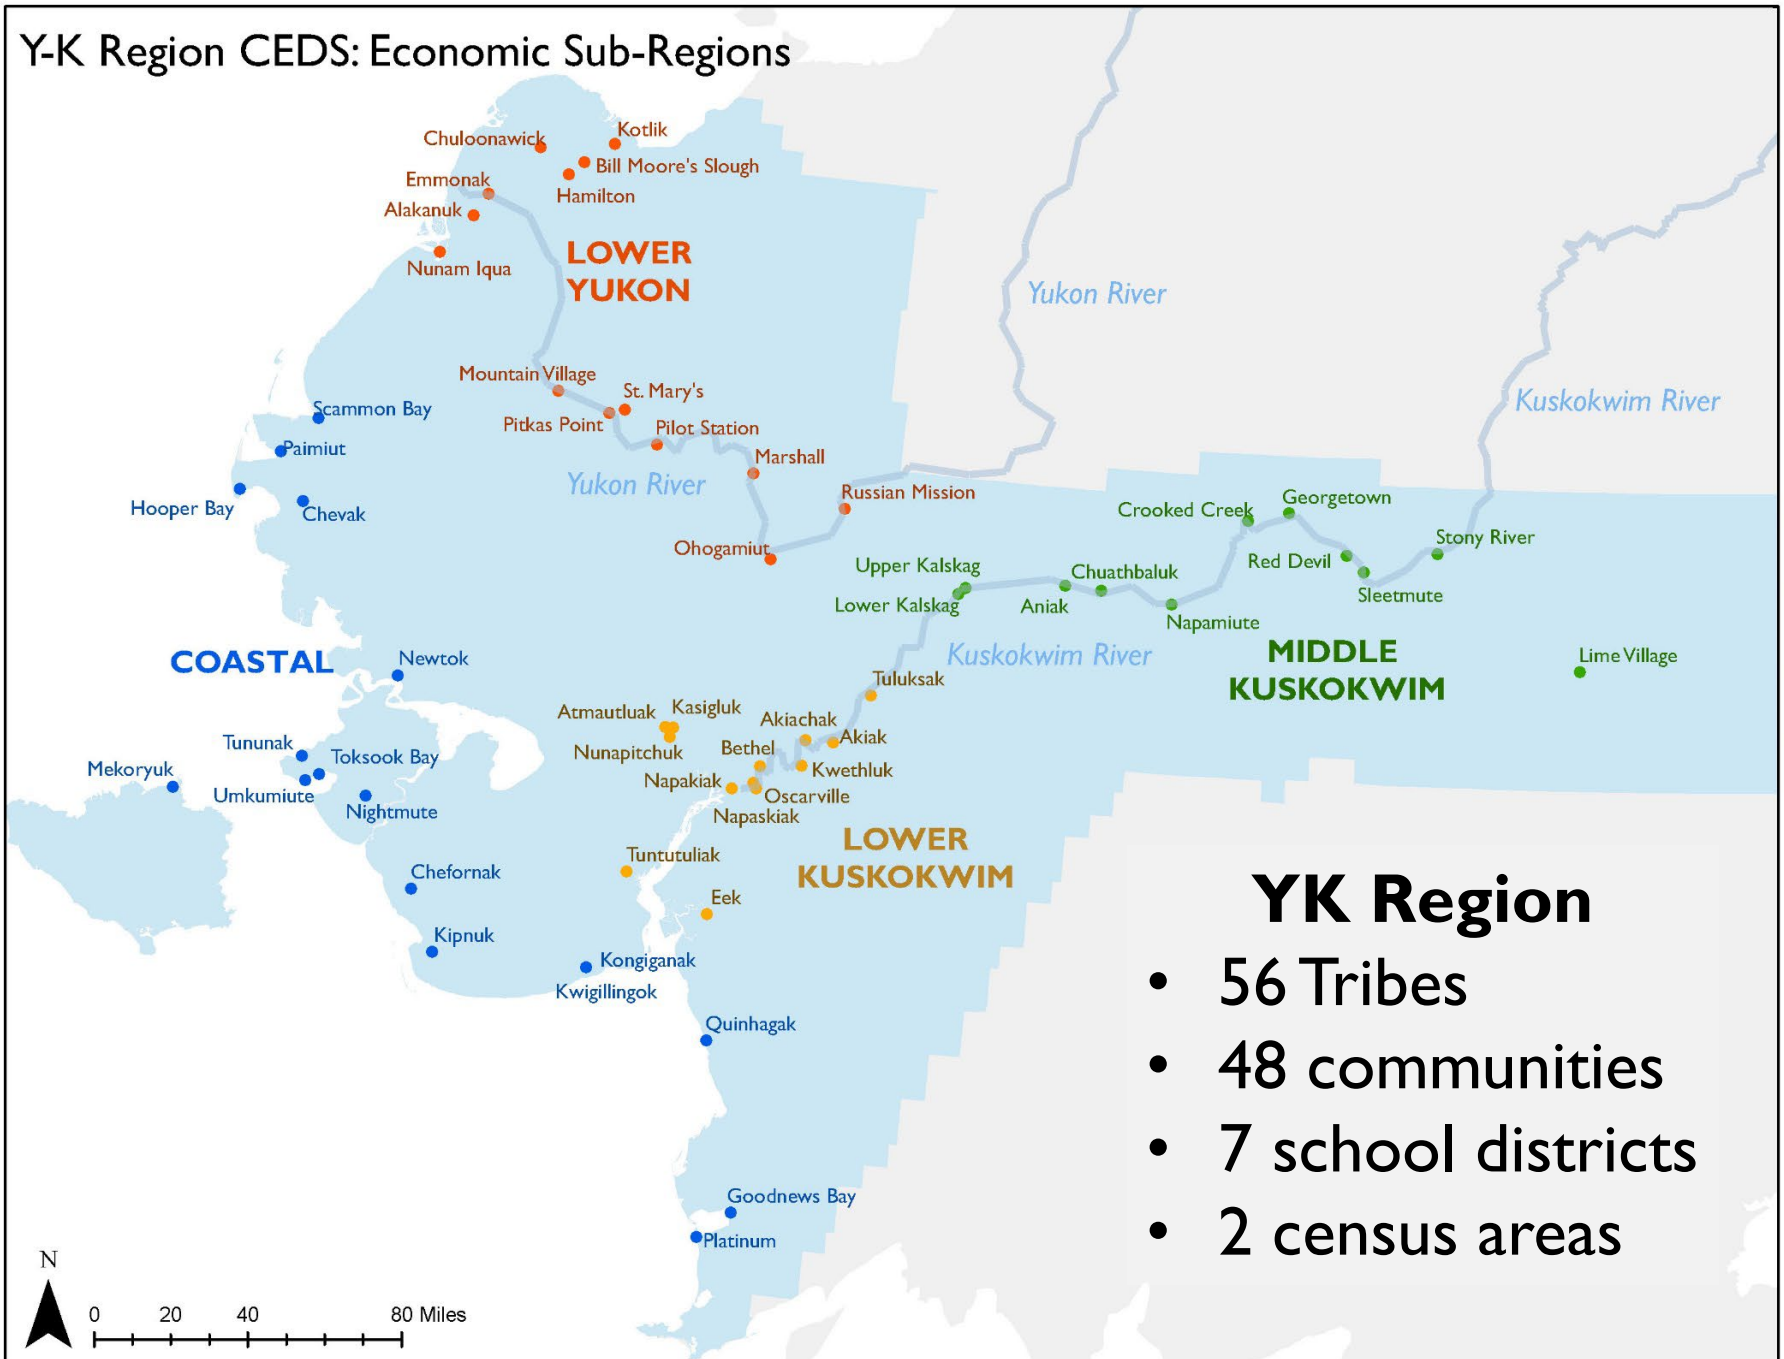 Y-K Region CEDS: Economic Sub-Regions
Kotlik
Chuloonawick
Bill Moore's Slough
Emmonak
Hamilton
Alakanuk
LOWER
YUKON
Nunam Iqua
Yukon River
Mountain Village
St. Mary's
Kuskokwim River
Scammon Bay
Pitkas Point
Pilot Station
Paimiut
Marshall
Yukon River
Russian Mission
Georgetown
Hooper Bay
Crooked Creek
Chevak
Stony River
Ohogamiut
Red Devil
Upper Kalskag
Chuathbaluk
Sleetmute
Lower Kalskag
Aniak
Napamiute
COASTAL
Newtok
Kuskokwim River
MIDDLE
KUSKOKWIM
Lime Village
Tuluksak
Atmautluak
Kasigluk
Akiachak
Akiak
Tununak
Toksook Bay
Nunapitchuk
Bethel
Mekoryuk
Napakiak
Kwethluk
Umkumiute
Oscarville
Nightmute
Napaskiak
LOWER
KUSKOKWIM
Tuntutuliak
Chefornak
Eek
Kipnuk
Kongiganak
Kwigillingok
Quinhagak
Goodnews Bay
Platinum
YK Region
• 56 Tribes
• 48 communities
• 7 school districts
• 2 census areas
N
0 20 40 80 Miles